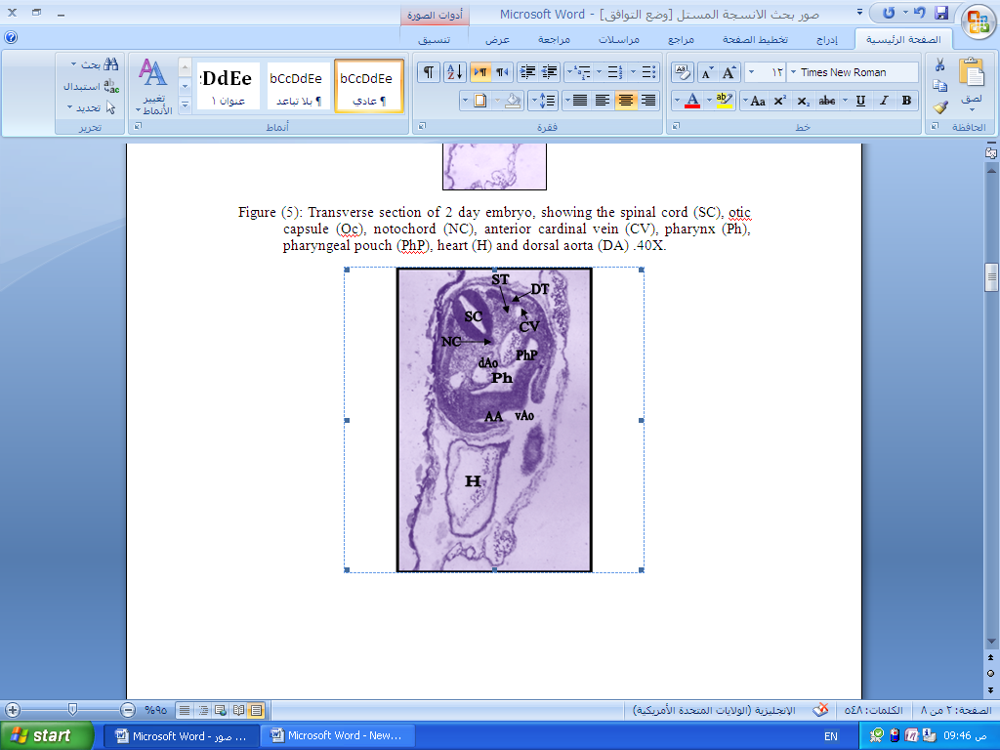 صور بحث الانسجة المستل [وضع التوافق] - Microsoft Word
أدوات الصورة
الصفحة الرئيسية
إدراج
تخطيط الصفحة
مراجع
مراسلات
مراجعة
عرض
تنسيق
لصق
الحافظة
Times New Roman
١٢
B I U abc x₂ x² Aa ab A
خط
فقرة
bCcDdEe
¶ عادي
bCcDdEe
¶ بلا تباعد
:DdEe
عنوان ١
تغيير
الأنماط
أنماط
بحث
استبدال
تحديد
تحرير
Figure (5): Transverse section of 2 day embryo, showing the spinal cord (SC), otic
capsule (Oc), notochord (NC), anterior cardinal vein (CV), pharynx (Ph),
pharyngeal pouch (PhP), heart (H) and dorsal aorta (DA) .40X.
ST
DT
SC
CV
NC
PhP
dAo
Ph
AA
vAo
H
الصفحة: ٢ من ٨
الكلمات: ٥٤٨
الإنجليزية (الولايات المتحدة الأمريكية)
٩٥%
start
Microsoft Word - صور ...
Microsoft Word - New...
EN
09:46 ص